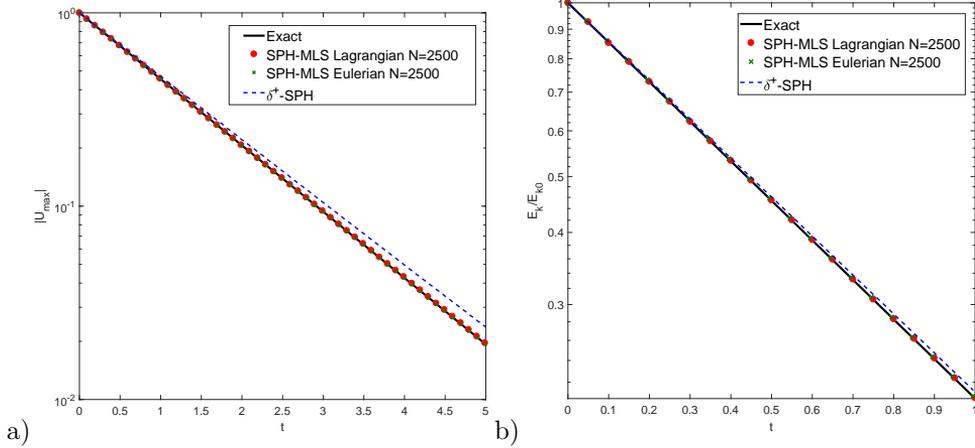 10⁰
10⁻¹
10⁻²
|U_max|
0 0.5 1 1.5 2 2.5 3 3.5 4 4.5 5
t
Exact
SPH-MLS Lagrangian N=2500
SPH-MLS Eulerian N=2500
δ⁺-SPH
a)
1
0.9
0.8
0.7
0.6
0.5
0.4
0.3
E_k/E_k0
0 0.1 0.2 0.3 0.4 0.5 0.6 0.7 0.8 0.9 1
t
Exact
SPH-MLS Lagrangian N=2500
SPH-MLS Eulerian N=2500
δ⁺-SPH
b)